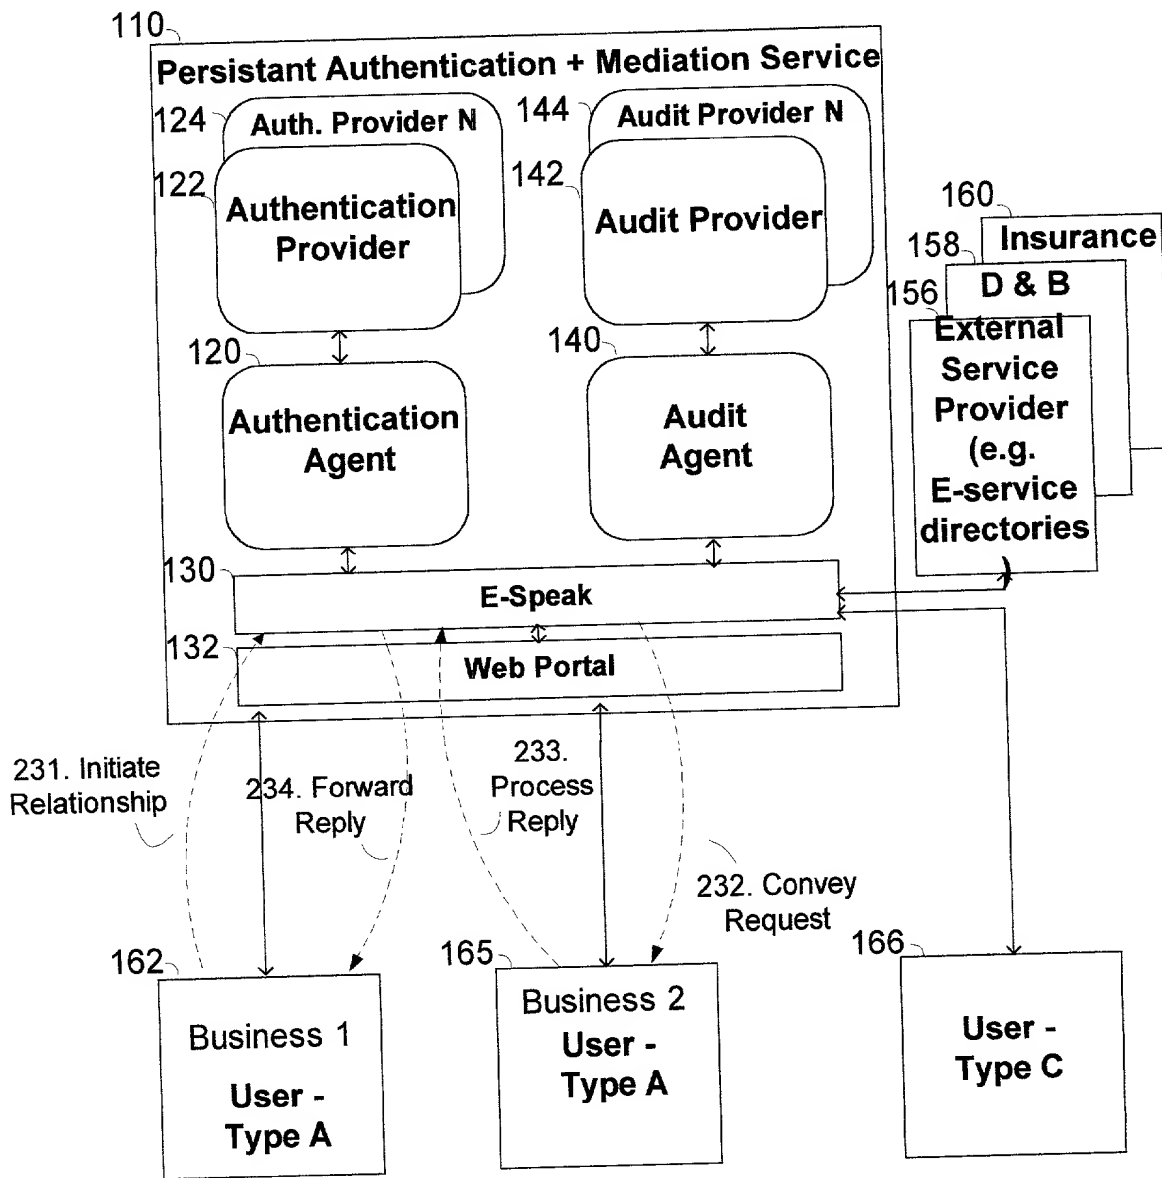 110
Persistant Authentication + Mediation Service
124
Auth. Provider N
144
Audit Provider N
122
Authentication
Provider
142
Audit Provider
160
Insurance
158
D & B
156
External
Service
Provider
(e.g.
E-service
directories
)
120
Authentication
Agent
140
Audit
Agent
130
E-Speak
132
Web Portal
231. Initiate
Relationship
234. Forward
Reply
233.
Process
Reply
232. Convey
Request
162
Business 1
User -
Type A
165
Business 2
User -
Type A
166
User -
Type C